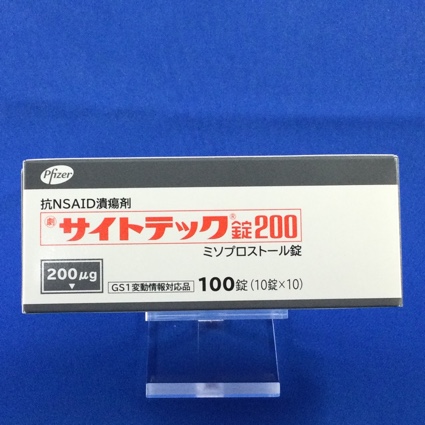 Pfizer
抗NSAID潰瘍剤
劇 サイトテック®錠200
ミソプロストール錠
200μg
▼
GS1変動情報対応品 100錠(10錠×10)